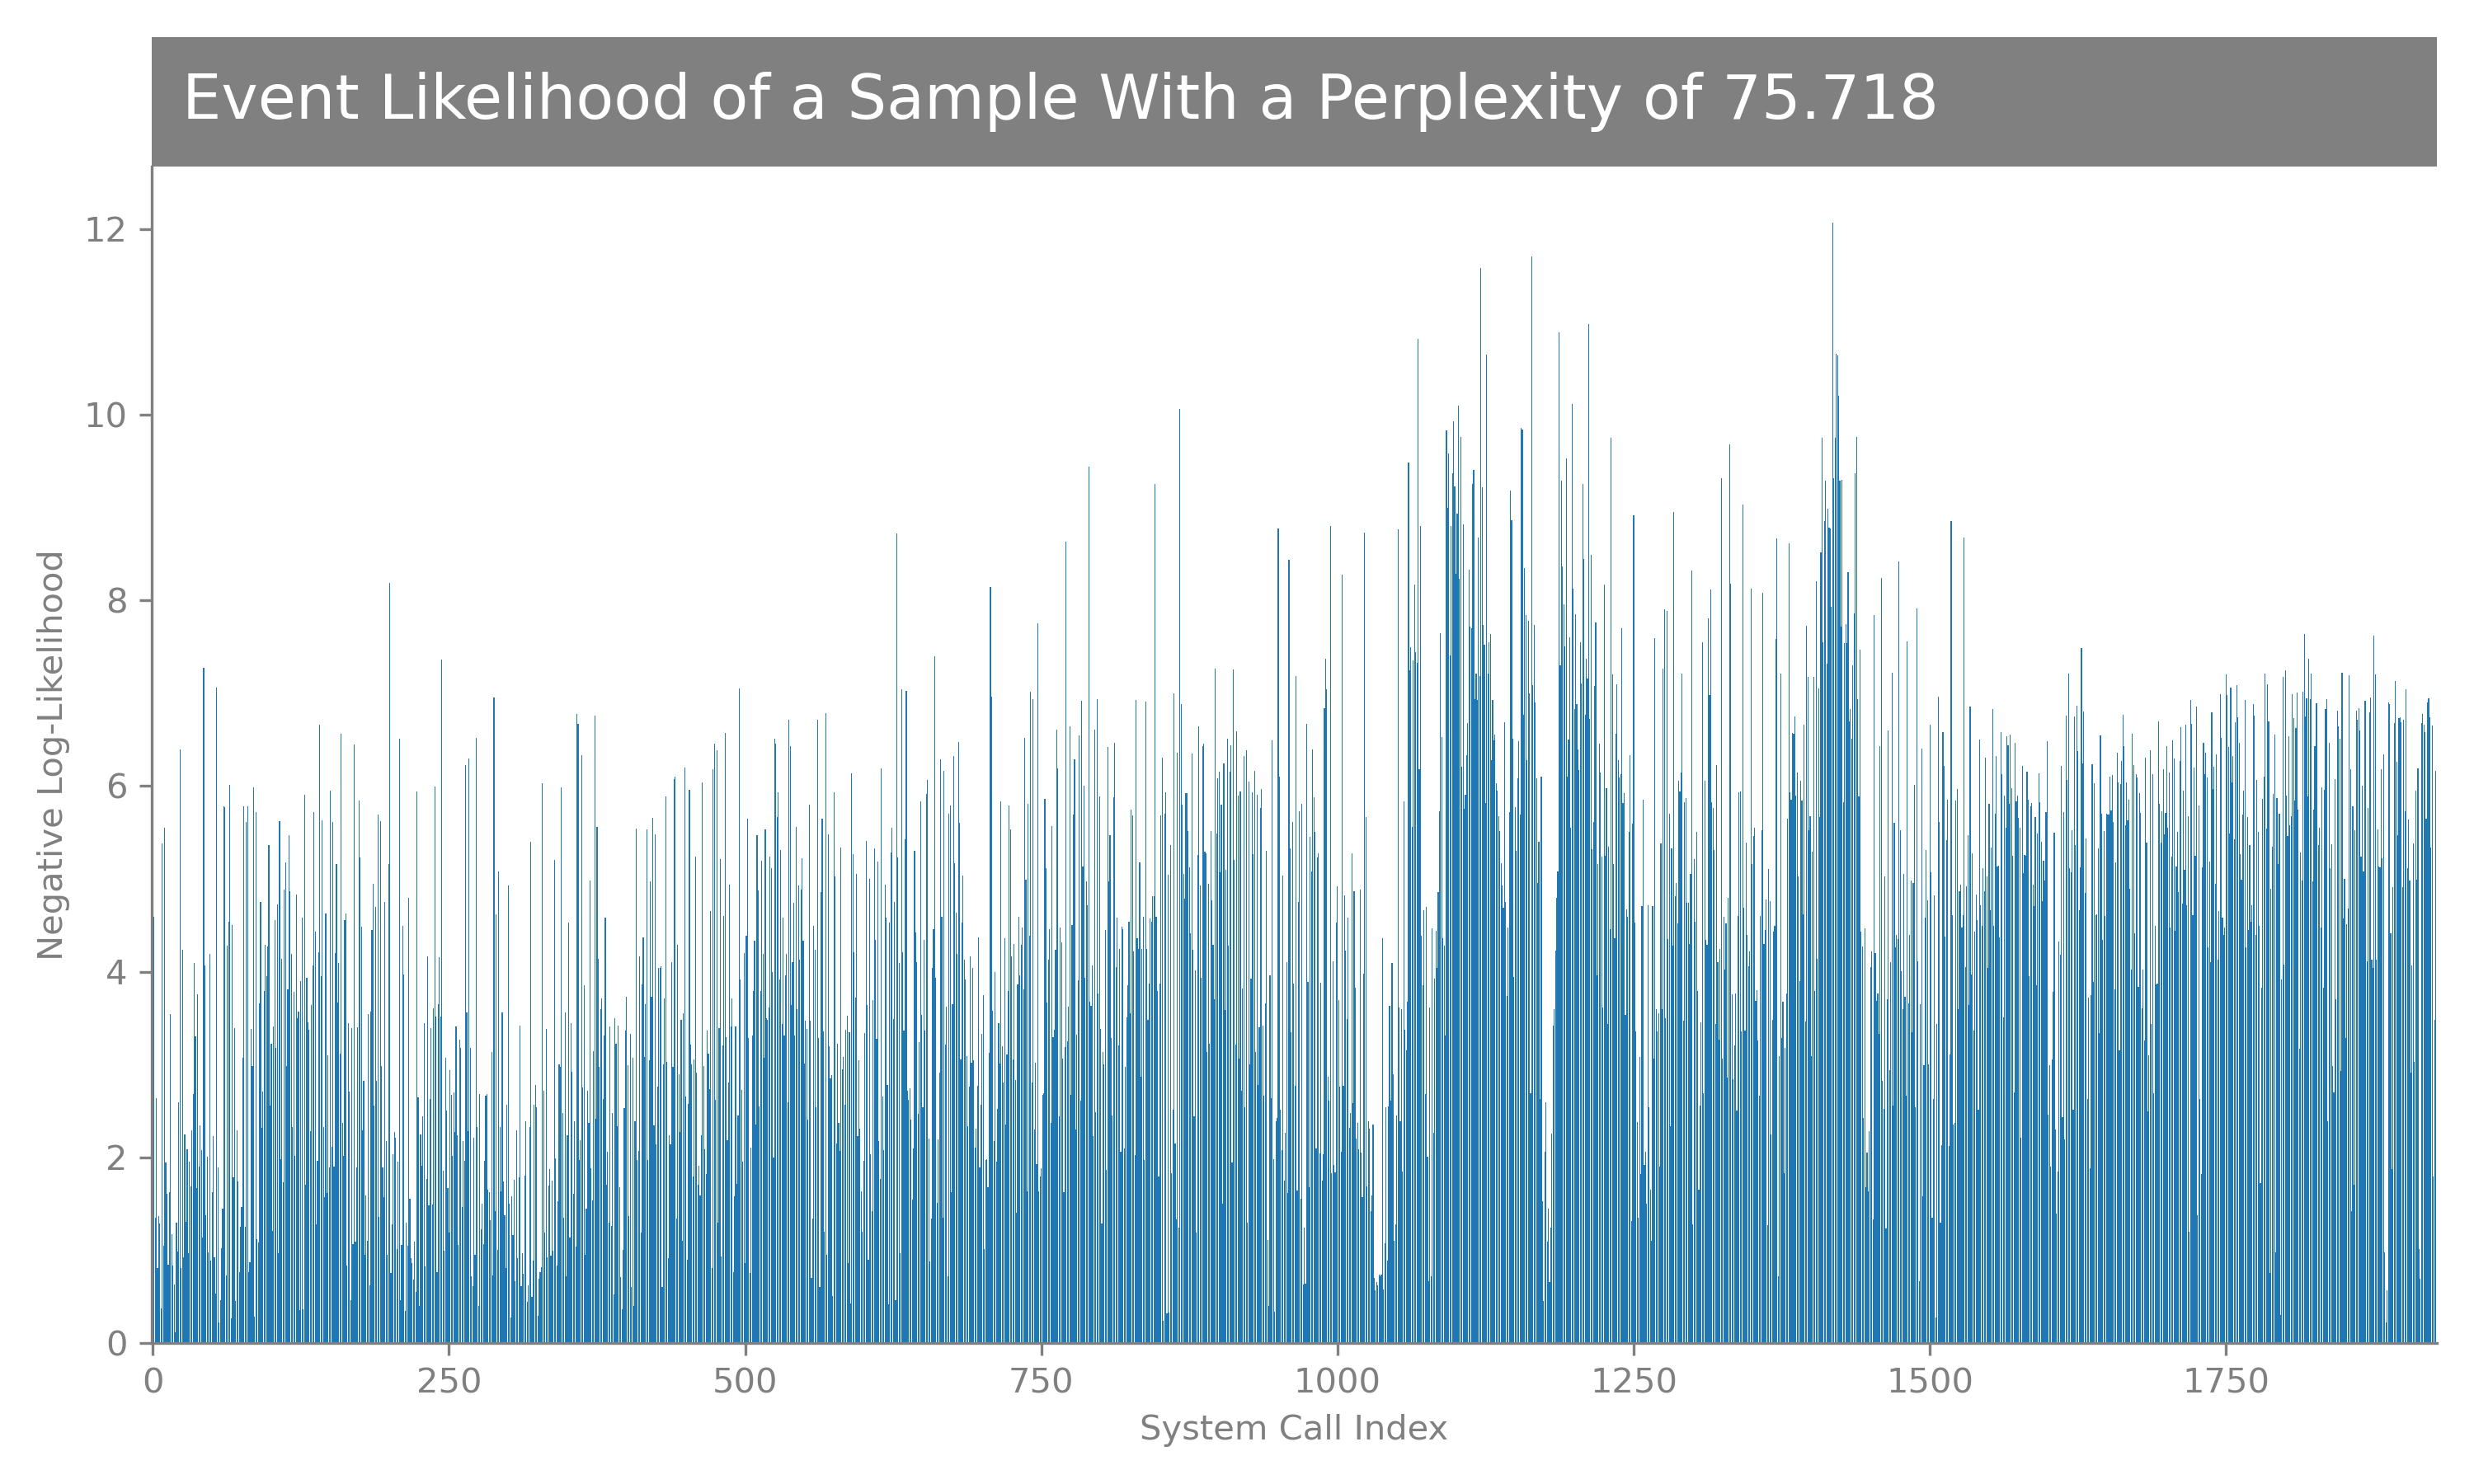 Event Likelihood of a Sample With a Perplexity of 75.718
12
10
8
6
4
2
0
Negative Log-Likelihood
0 250 500 750 1000 1250 1500 1750
System Call Index